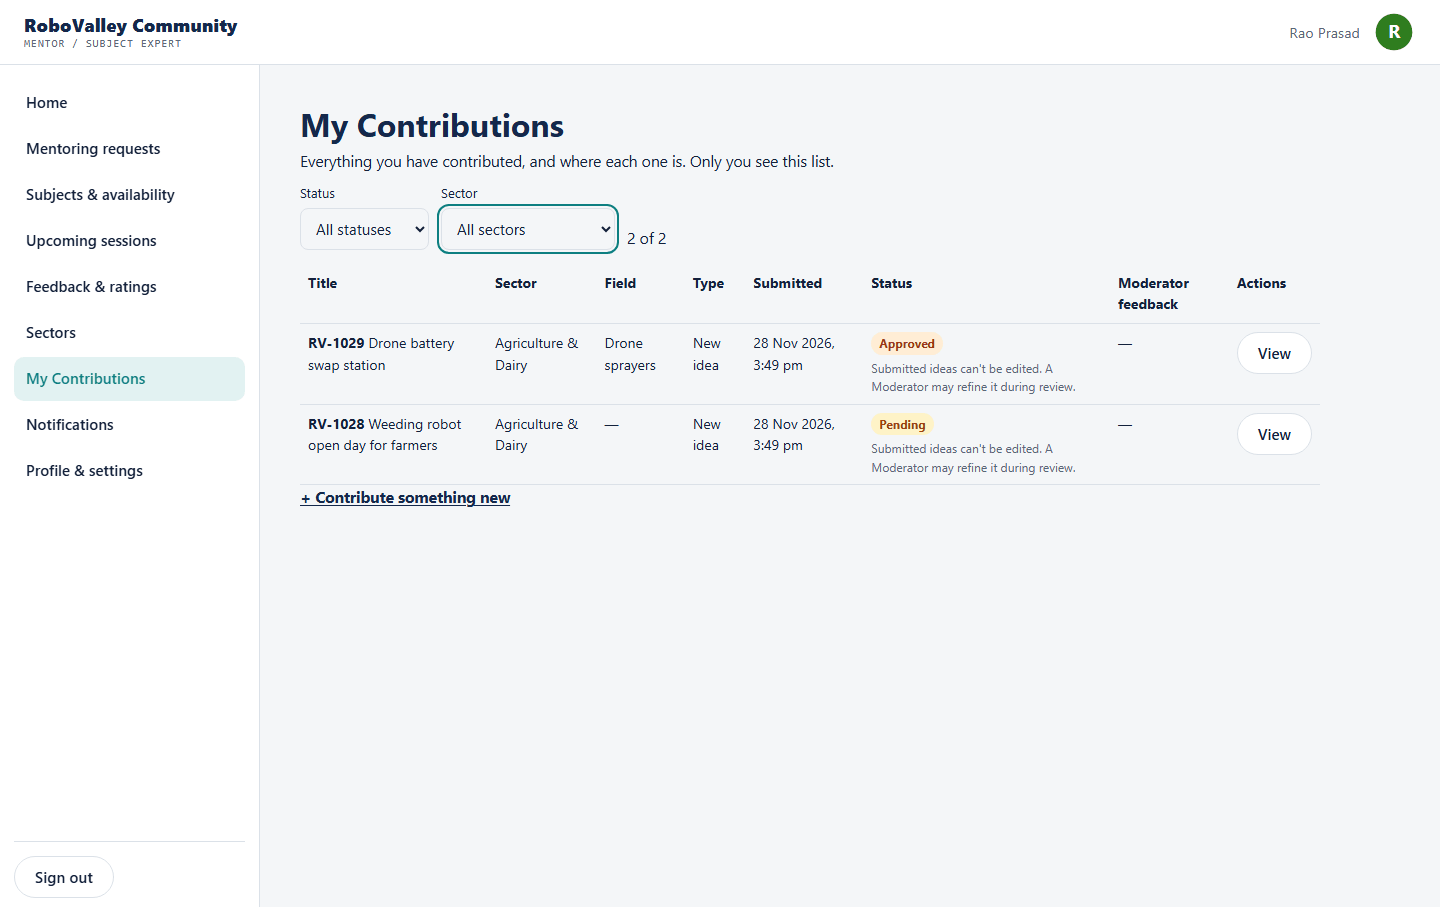 RoboValley Community
MENTOR / SUBJECT EXPERT
Rao Prasad
R
Home
Mentoring requests
Subjects & availability
Upcoming sessions
Feedback & ratings
Sectors
My Contributions
Notifications
Profile & settings
Sign out
My Contributions
Everything you have contributed, and where each one is. Only you see this list.
Status
Sector
All statuses
All sectors
2 of 2
Title
Sector
Field
Type
Submitted
Status
Moderator
feedback
Actions
RV-1029 Drone battery
swap station
Agriculture &
Dairy
Drone
sprayers
New
idea
28 Nov 2026,
3:49 pm
Approved
Submitted ideas can't be edited. A
Moderator may refine it during review.
—
View
RV-1028 Weeding robot
open day for farmers
Agriculture &
Dairy
—
New
idea
28 Nov 2026,
3:49 pm
Pending
Submitted ideas can't be edited. A
Moderator may refine it during review.
—
View
+ Contribute something new